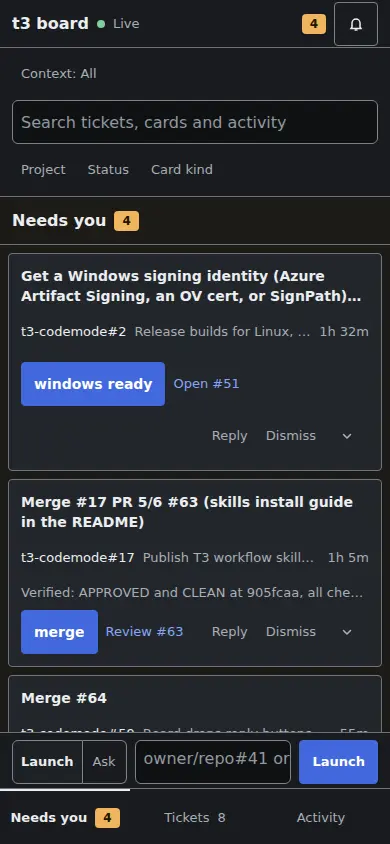 t3 board Live 4
Context: All
Search tickets, cards and activity
Project Status Card kind
Needs you 4
Get a Windows signing identity (Azure
Artifact Signing, an OV cert, or SignPath)…
t3-codemode#2 Release builds for Linux, … 1h 32m
windows ready Open #51
Reply Dismiss
Merge #17 PR 5/6 #63 (skills install guide
in the README)
t3-codemode#17 Publish T3 workflow skill… 1h 5m
Verified: APPROVED and CLEAN at 905fcaa, all che…
merge Review #63 Reply Dismiss
Merge #64
Launch Ask owner/repo#41 or Launch
Needs you 4 Tickets 8 Activity